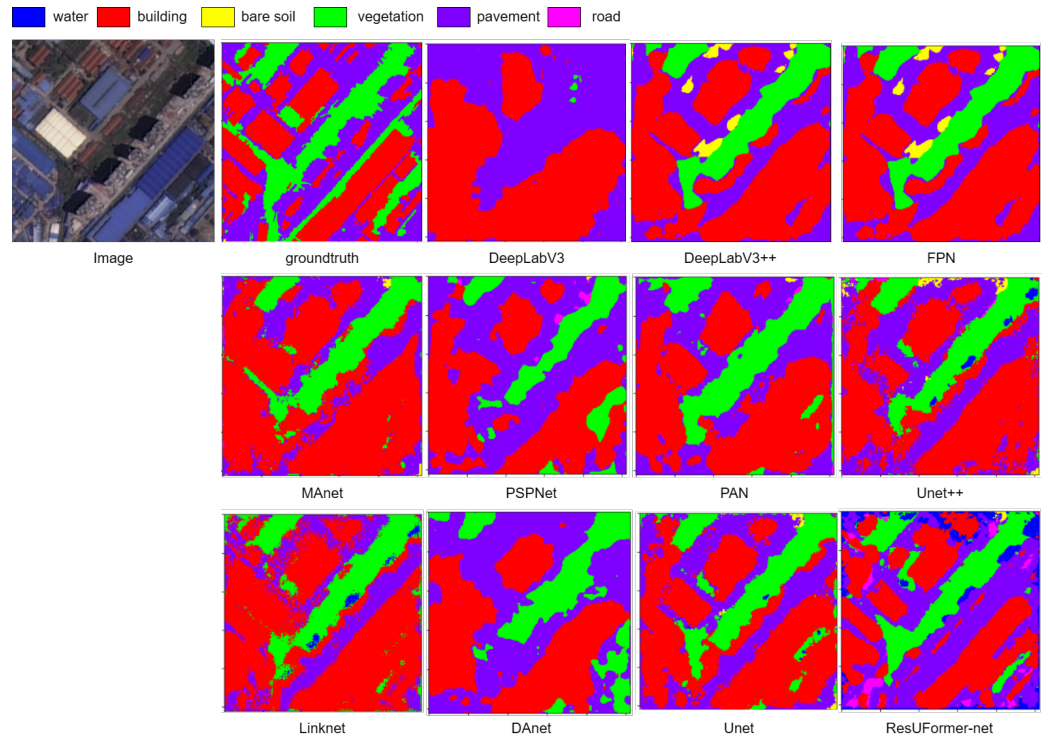 water building bare soil vegetation pavement road
Image groundtruth DeepLabV3 DeepLabV3++ FPN
MAnet PSPNet PAN Unet++
Linknet DAnet Unet ResUFormer-net